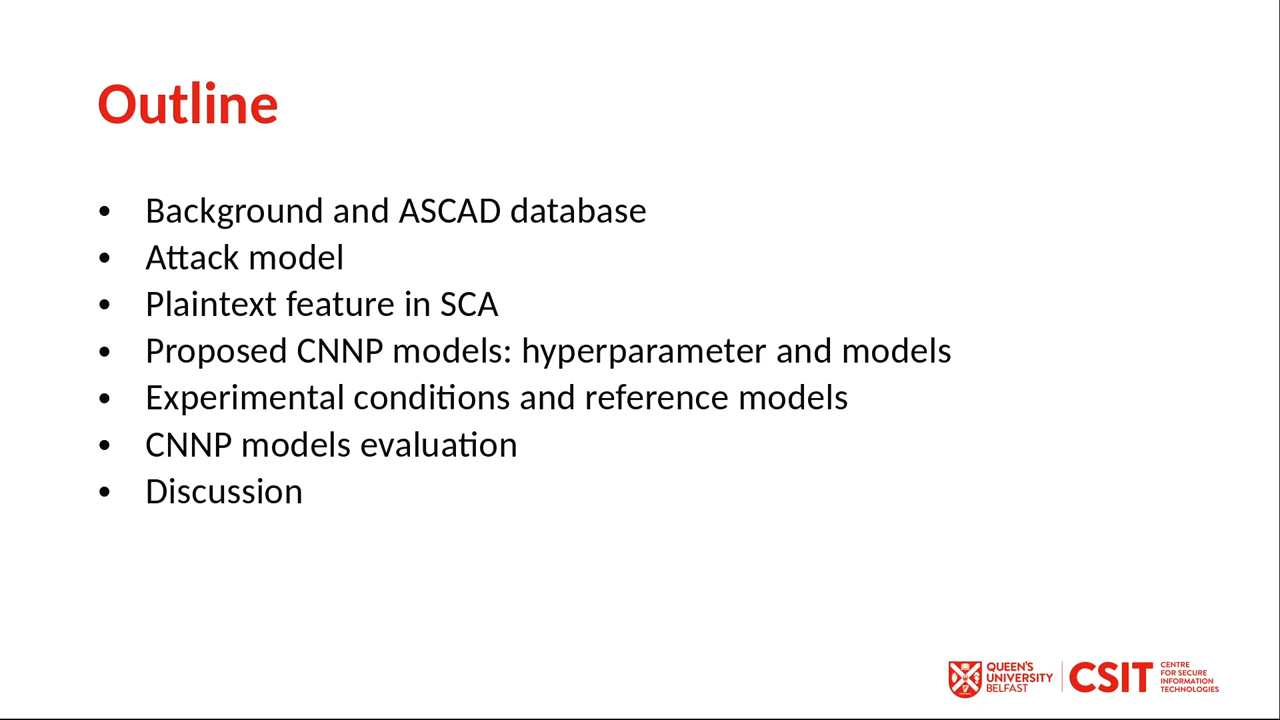 Outline
• Background and ASCAD database
• Attack model
• Plaintext feature in SCA
• Proposed CNNP models: hyperparameter and models
• Experimental conditions and reference models
• CNNP models evaluation
• Discussion
QUEEN'S
UNIVERSITY
BELFAST
CSIT
CENTRE
FOR SECURE
INFORMATION
TECHNOLOGIES